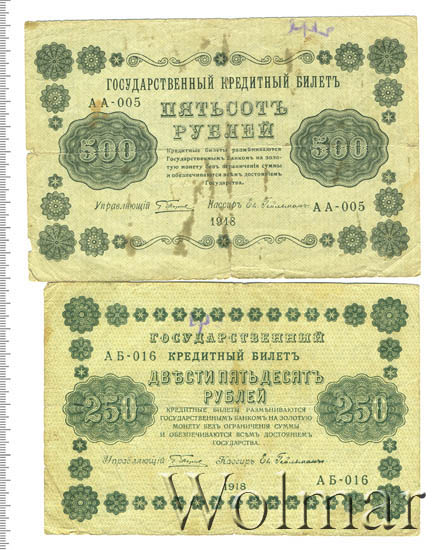 ГОСУДАРСТВЕННЫЙ КРЕДИТНЫЙ БИЛЕТЪ
АА-005
ПЯТЬСОТЪ
РУБЛЕЙ
500 500
Кредитные билеты размѣниваются
Государственнымъ Банкомъ на золо-
тую монету безъ ограниченія суммы
и обезпечиваются всѣмъ достояніемъ
Государства.
Управляющій Кассиръ
АА-005
1918
ГОСУДАРСТВЕННЫЙ
АБ-016 КРЕДИТНЫЙ БИЛЕТЪ
ДВѢСТИ ПЯТЬДЕСЯТЪ
РУБЛЕЙ
250 250
КРЕДИТНЫЕ БИЛЕТЫ РАЗМѢНИВАЮТСЯ
ГОСУДАРСТВЕННЫМЪ БАНКОМЪ НА ЗОЛОТУЮ
МОНЕТУ БЕЗЪ ОГРАНИЧЕНІЯ СУММЫ
И ОБЕЗПЕЧИВАЮТСЯ ВСѢМЪ ДОСТОЯНІЕМЪ
ГОСУДАРСТВА.
Управляющій Кассиръ
1918 АБ-016
Wolmar